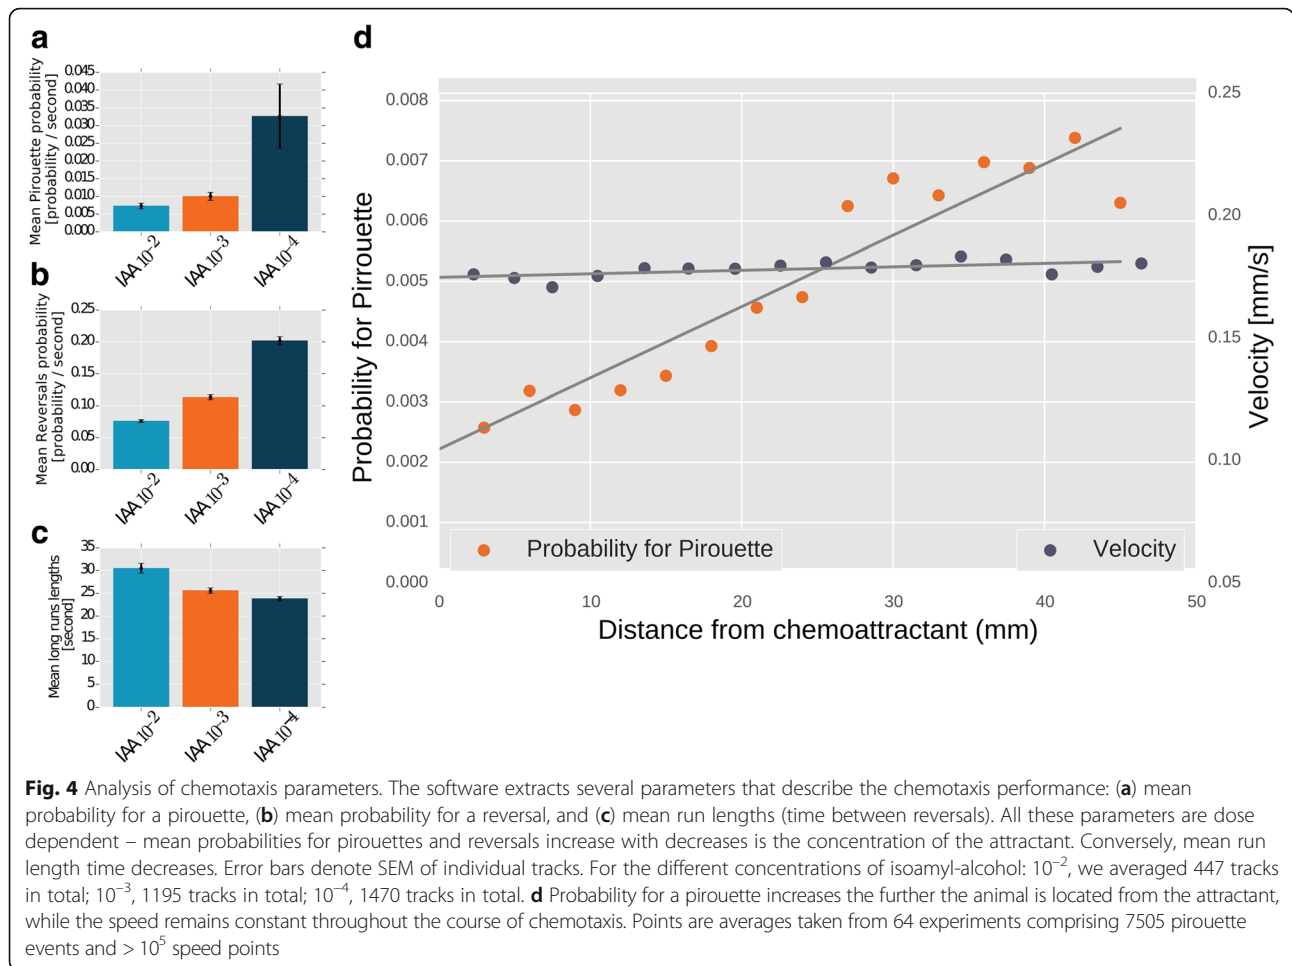 a
Mean Pirouette probability
[probability / second]
0.045
0.040
0.035
0.030
0.025
0.020
0.015
0.010
0.005
0.000
IAA 10⁻2
IAA 10⁻3
IAA 10⁻4
b
Mean Reversals probability
[probability / second]
0.25
0.20
0.15
0.10
0.05
0.00
IAA 10⁻2
IAA 10⁻3
IAA 10⁻4
c
Mean long runs lengths
[second]
35
30
25
20
15
10
5
0
IAA 10⁻2
IAA 10⁻3
IAA 10⁻4
d
Probability for Pirrouette
0.008
0.007
0.006
0.005
0.004
0.003
0.002
0.001
0.000
0.25
0.20
0.15
0.10
0.05
Velocity [mm/s]
Probability for Pirouette
Velocity
0 10 20 30 40 50
Distance from chemoattractant (mm)
Fig. 4 Analysis of chemotaxis parameters. The software extracts several parameters that describe the chemotaxis performance: (a) mean
probability for a pirouette, (b) mean probability for a reversal, and (c) mean run lengths (time between reversals). All these parameters are dose
dependent – mean probabilities for pirouettes and reversals increase with decreases is the concentration of the attractant. Conversely, mean run
length time decreases. Error bars denote SEM of individual tracks. For the different concentrations of isoamyl-alcohol: 10⁻², we averaged 447 tracks
in total; 10⁻³, 1195 tracks in total; 10⁻⁴, 1470 tracks in total. d Probability for a pirouette increases the further the animal is located from the attractant,
while the speed remains constant throughout the course of chemotaxis. Points are averages taken from 64 experiments comprising 7505 pirouette
events and > 10⁵ speed points